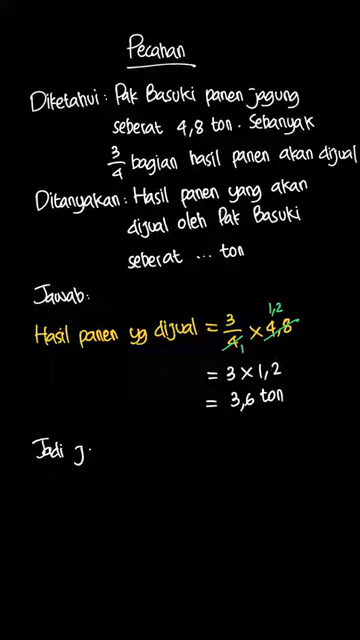 Pecahan
Diketahui : Pak Basuki panen jagung
seberat 4,8 ton. Sebanyak
3/4 bagian hasil panen akan dijual
Ditanyakan : Hasil panen yang akan
dijual oleh Pak Basuki
seberat ... ton
Jawab :
1,2
Hasil panen yg dijual = 3/4 × 4,8
1
= 3 × 1,2
= 3,6 ton
Jadi j